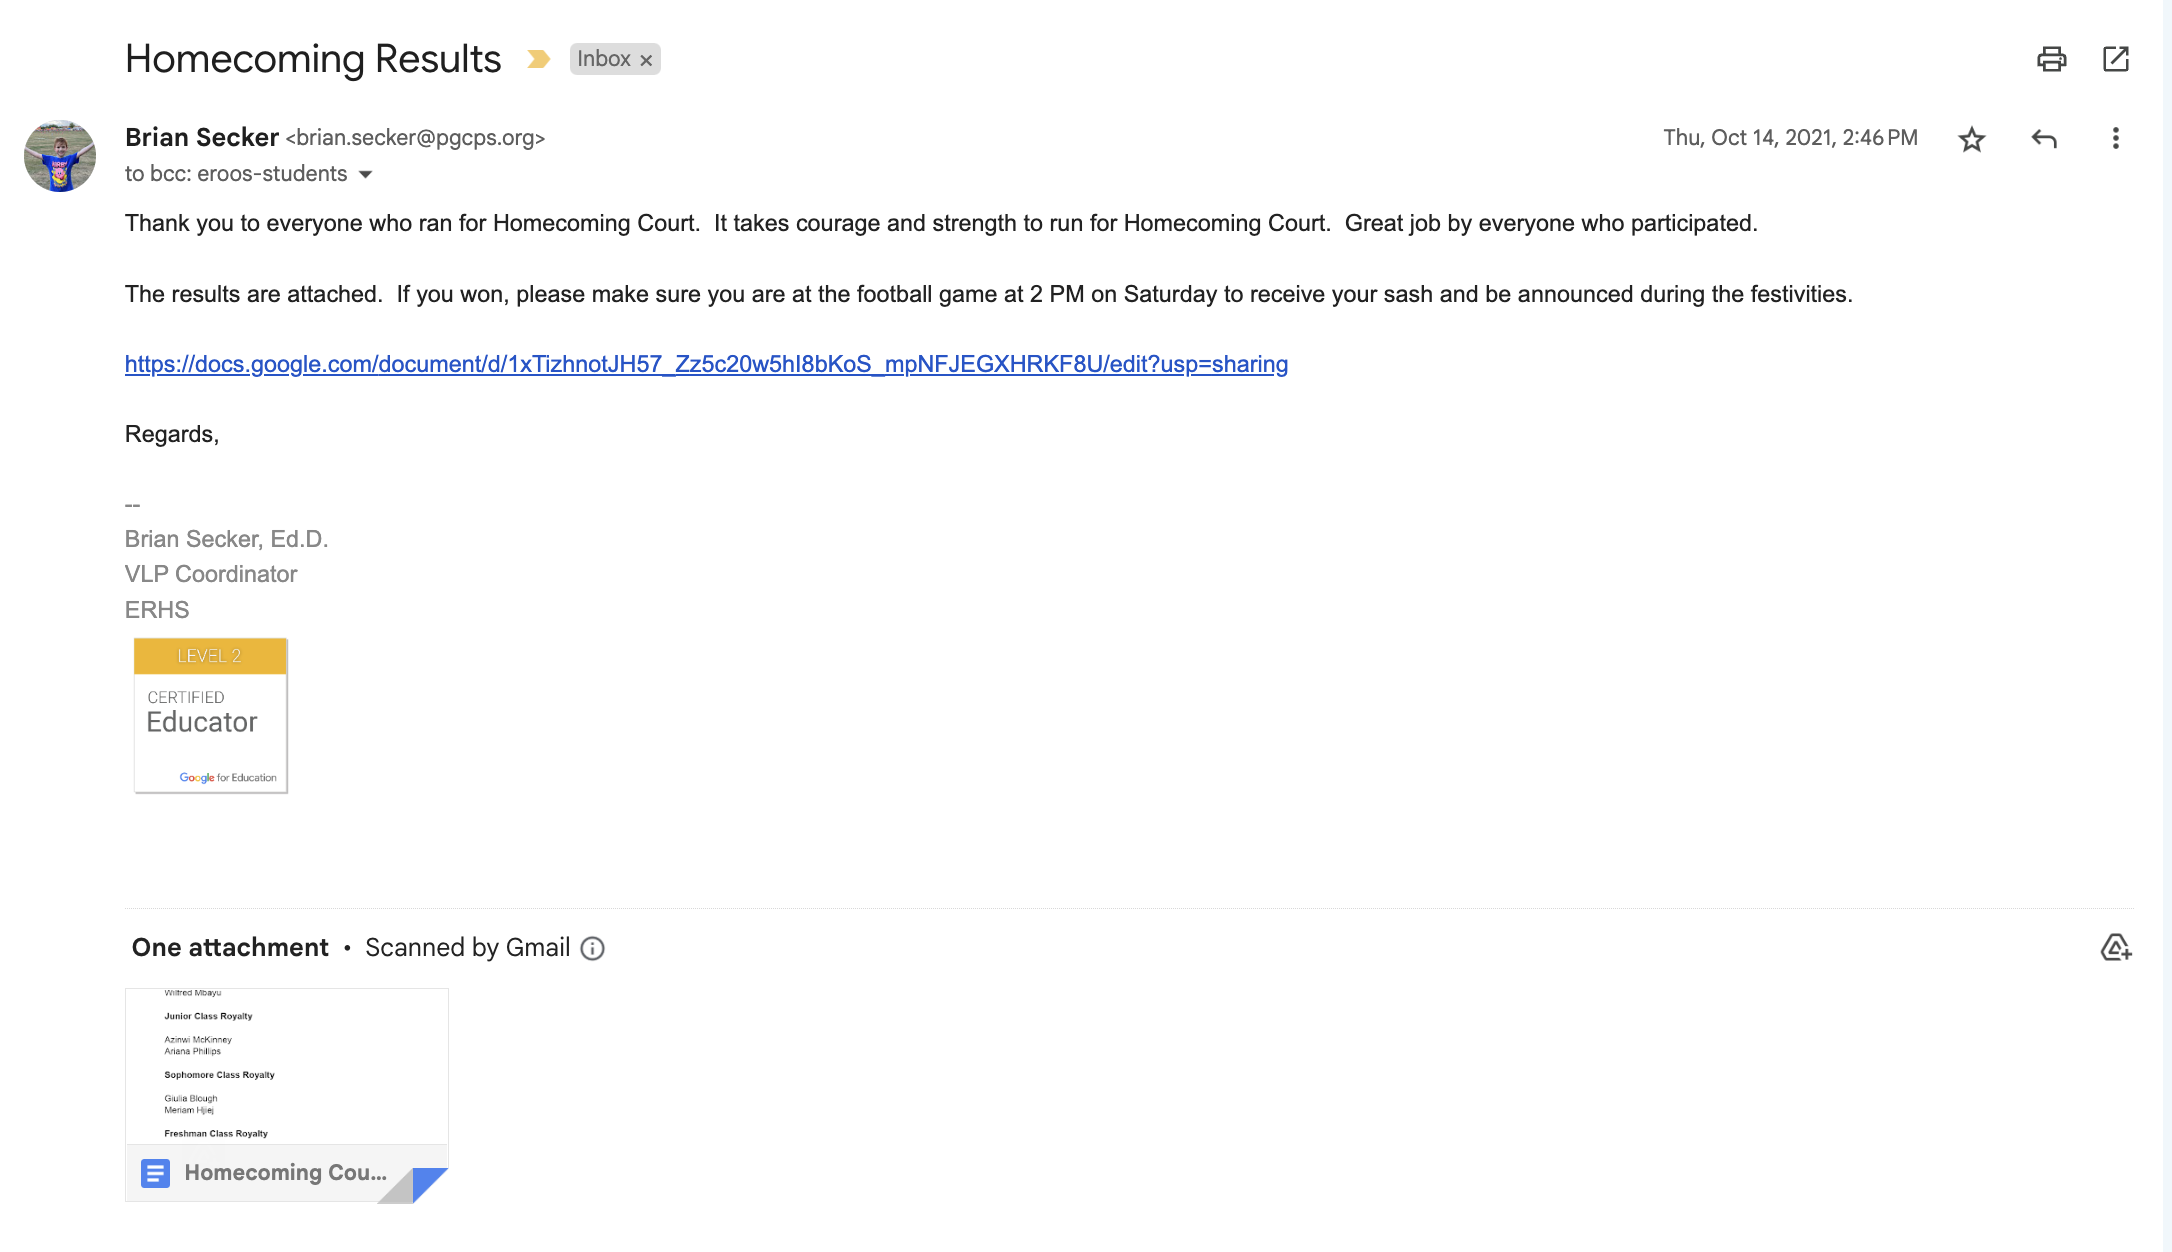 Homecoming Results
Inbox ×
Brian Secker <brian.secker@pgcps.org>
Thu, Oct 14, 2021, 2:46 PM
to bcc: eroos-students
Thank you to everyone who ran for Homecoming Court.  It takes courage and strength to run for Homecoming Court.  Great job by everyone who participated.
The results are attached.  If you won, please make sure you are at the football game at 2 PM on Saturday to receive your sash and be announced during the festivities.
https://docs.google.com/document/d/1xTizhnotJH57_Zz5c20w5hI8bKoS_mpNFJEGXHRKF8U/edit?usp=sharing
Regards,
--
Brian Secker, Ed.D.
VLP Coordinator
ERHS
LEVEL 2
CERTIFIED
Educator
Google for Education
One attachment • Scanned by Gmail
Wilfred Mbayu
Junior Class Royalty
Azinwi McKinney
Ariana Phillips
Sophomore Class Royalty
Giulia Blough
Meriam Hjiej
Freshman Class Royalty
Homecoming Cou...